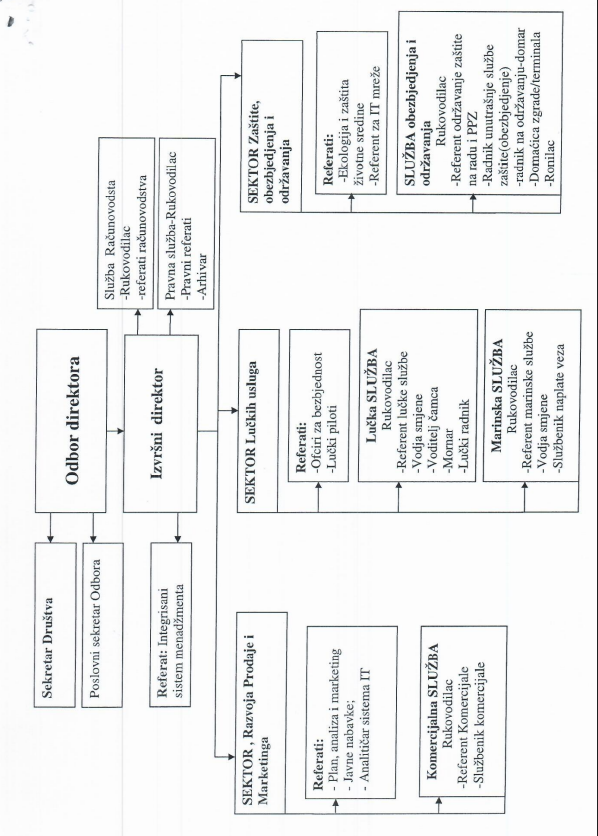 Odbor direktora
Sekretar Društva
Poslovni sekretar Odbora
Izvršni direktor
Referat: Integrisani
sistem menadžmenta
Služba Računovodsta
-Rukovodilac
-referati računovodstva
Pravna služba-Rukovodilac
-Pravni referati
-Arhivar
SEKTOR , Razvoja Prodaje i
Marketinga
Referati:
- Plan, analiza i marketing
- Javne nabavke;
- Analitičar sistema IT
Komercijalna SLUŽBA
Rukovodilac
-Referent Komercijale
-Službenik komercijale
SEKTOR Lučkih usluga
Referati:
-Oficiri za bezbjednost
-Lučki piloti
Lučka SLUŽBA
Rukovodilac
-Referent lučke službe
-Vodja smjene
-Voditelj čamca
-Mornar
-Lučki radnik
Marinska SLUŽBA
Rukovodilac
-Referent marinske službe
-Vodja smjene
-Službenik naplate veza
SEKTOR Zaštite,
obezbjedjenja i
održavanja
Referati:
-Ekologija i zaštita
životne sredine
-Referent za IT mreže
SLUŽBA obezbjedjenja i
održavanja
Rukovodilac
-Referent održavanje zaštite
na radu i PPZ
-Radnik unutrašnje službe
zaštite(obezbjedjenje)
-radnik na održavanju-domar
-Domaćica zgrade/terminala
-Ronilac